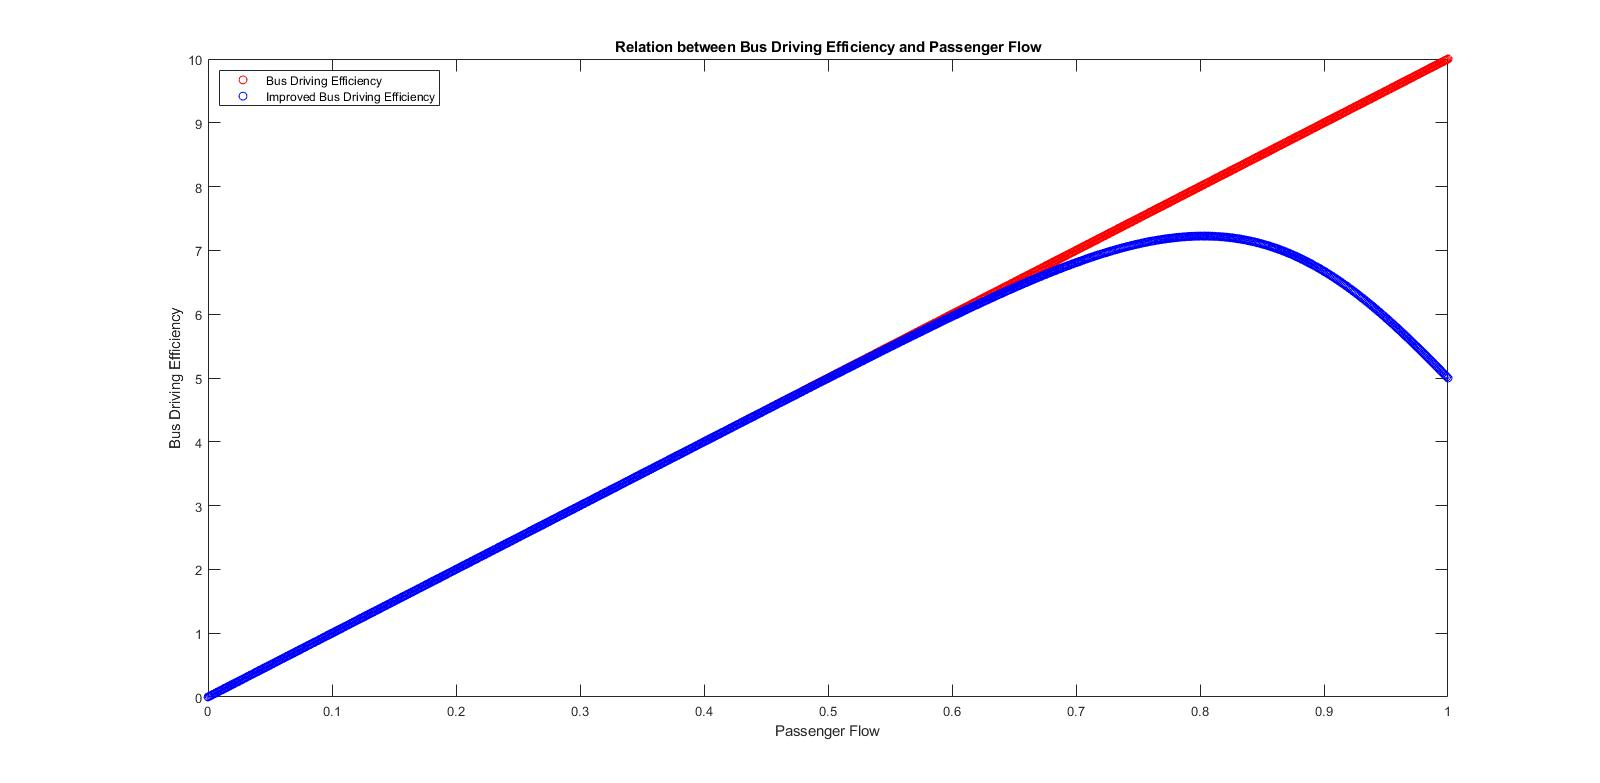 Relation between Bus Driving Efficiency and Passenger Flow
Bus Driving Efficiency
Improved Bus Driving Efficiency
10
9
8
7
6
5
4
3
2
1
0
Bus Driving Efficiency
0 0.1 0.2 0.3 0.4 0.5 0.6 0.7 0.8 0.9 1
Passenger Flow